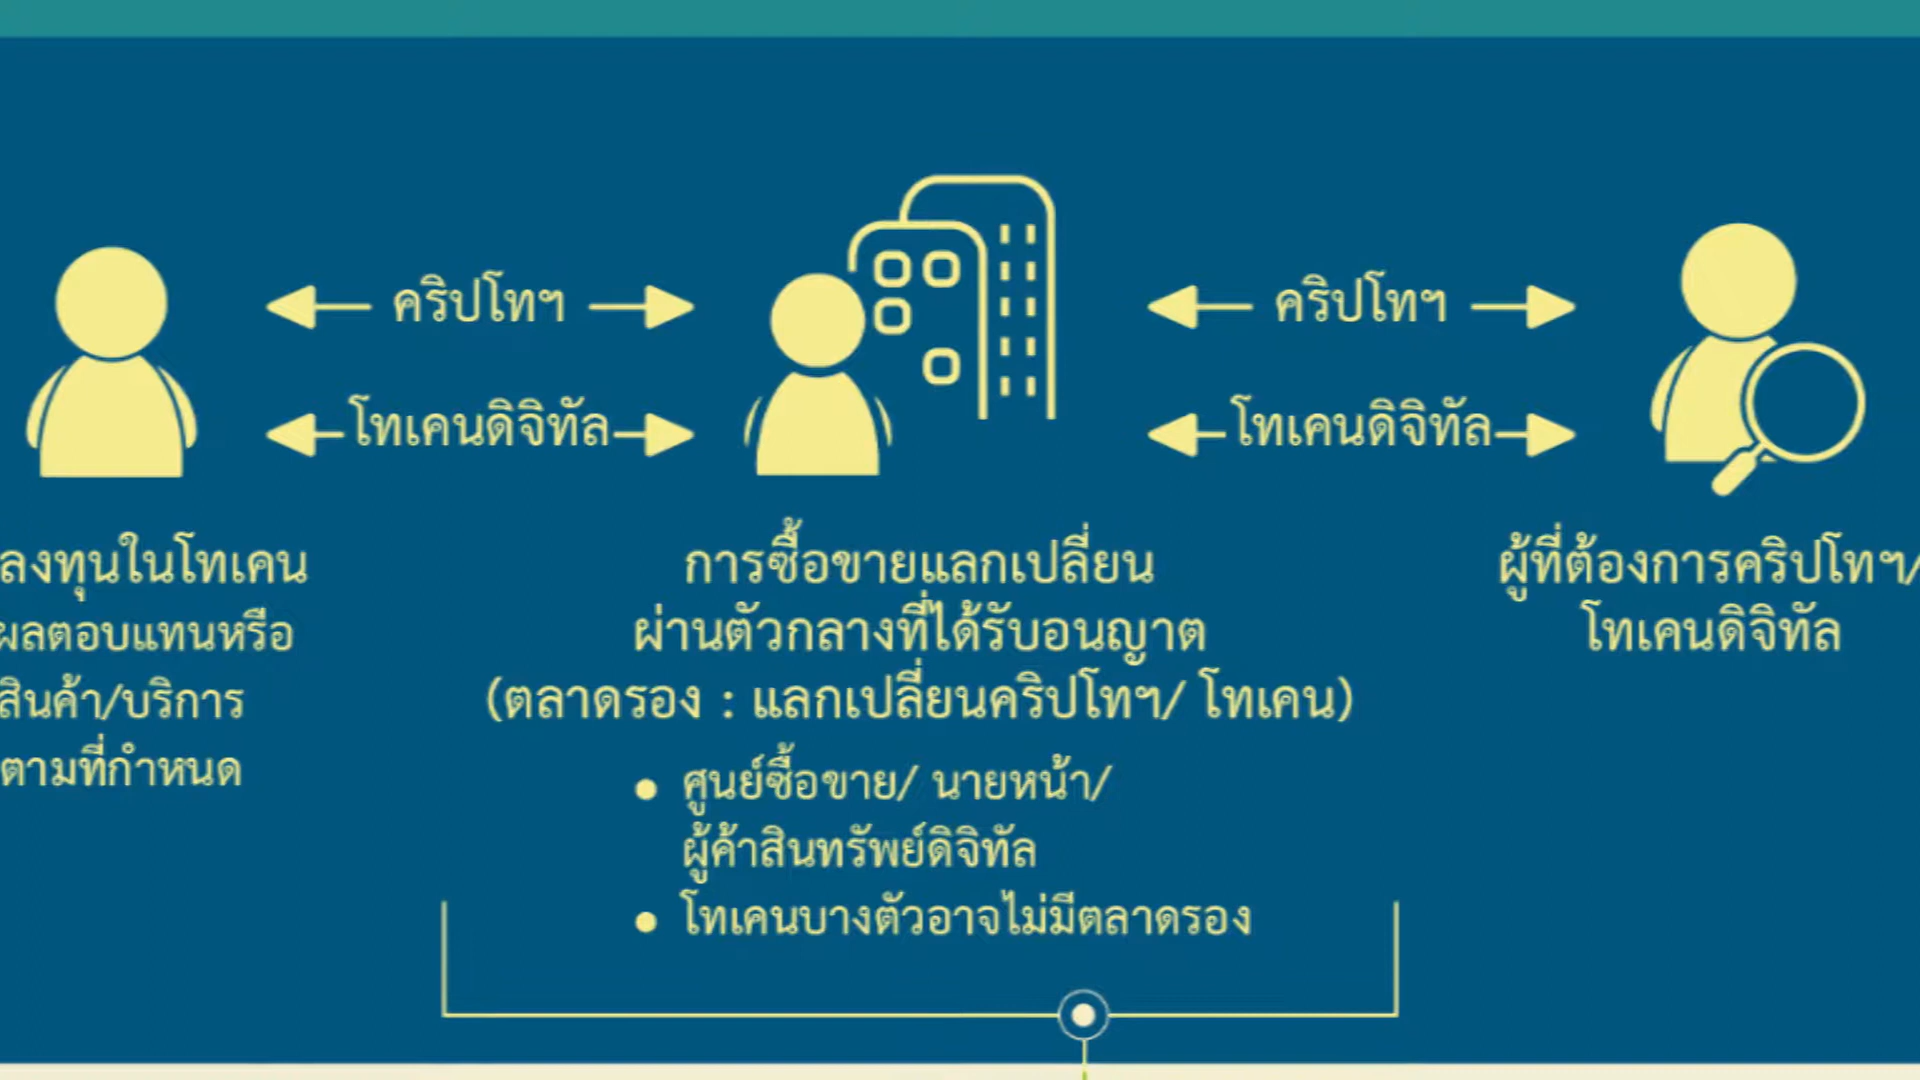 คริปโทฯ
โทเคนดิจิทัล
คริปโทฯ
โทเคนดิจิทัล
ลงทุนในโทเคน
ผลตอบแทนหรือ
สินค้า/บริการ
ตามที่กำหนด
การซื้อขายแลกเปลี่ยน
ผ่านตัวกลางที่ได้รับอนญาต
(ตลาดรอง : แลกเปลี่ยนคริปโทฯ/ โทเคน)
● ศูนย์ซื้อขาย/ นายหน้า/
ผู้ค้าสินทรัพย์ดิจิทัล
● โทเคนบางตัวอาจไม่มีตลาดรอง
ผู้ที่ต้องการคริปโทฯ/
โทเคนดิจิทัล